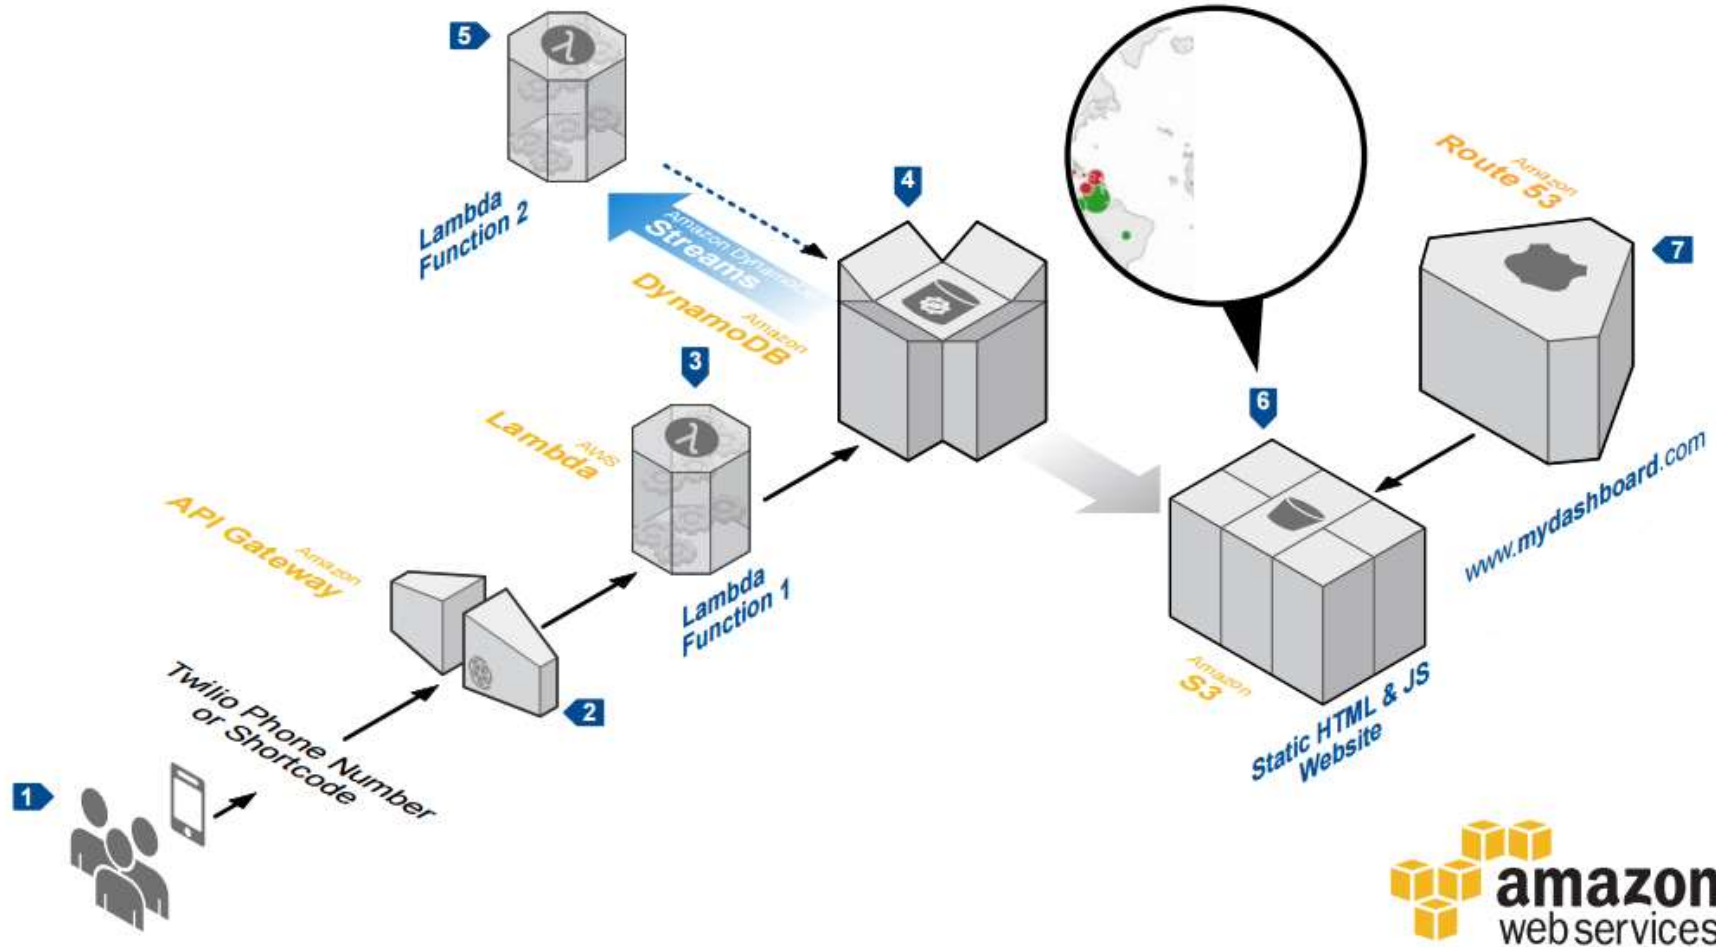 5
Lambda
Function 2
Amazon Dynamo
Streams
Amazon
DynamoDB
4
Amazon
Route 53
7
3
AWS
Lambda
6
Amazon
API Gateway
Lambda
Function 1
www.mydashboard.com
2
Twilio Phone Number
or Shortcode
Amazon
S3
Static HTML & JS
Website
1
amazon
web services